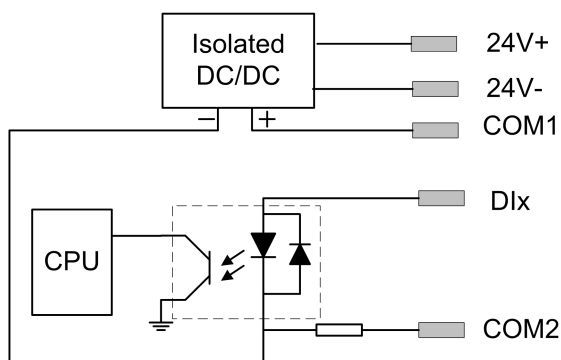 Isolated
DC/DC
24V+
24V-
COM1
− +
DIx
CPU
COM2